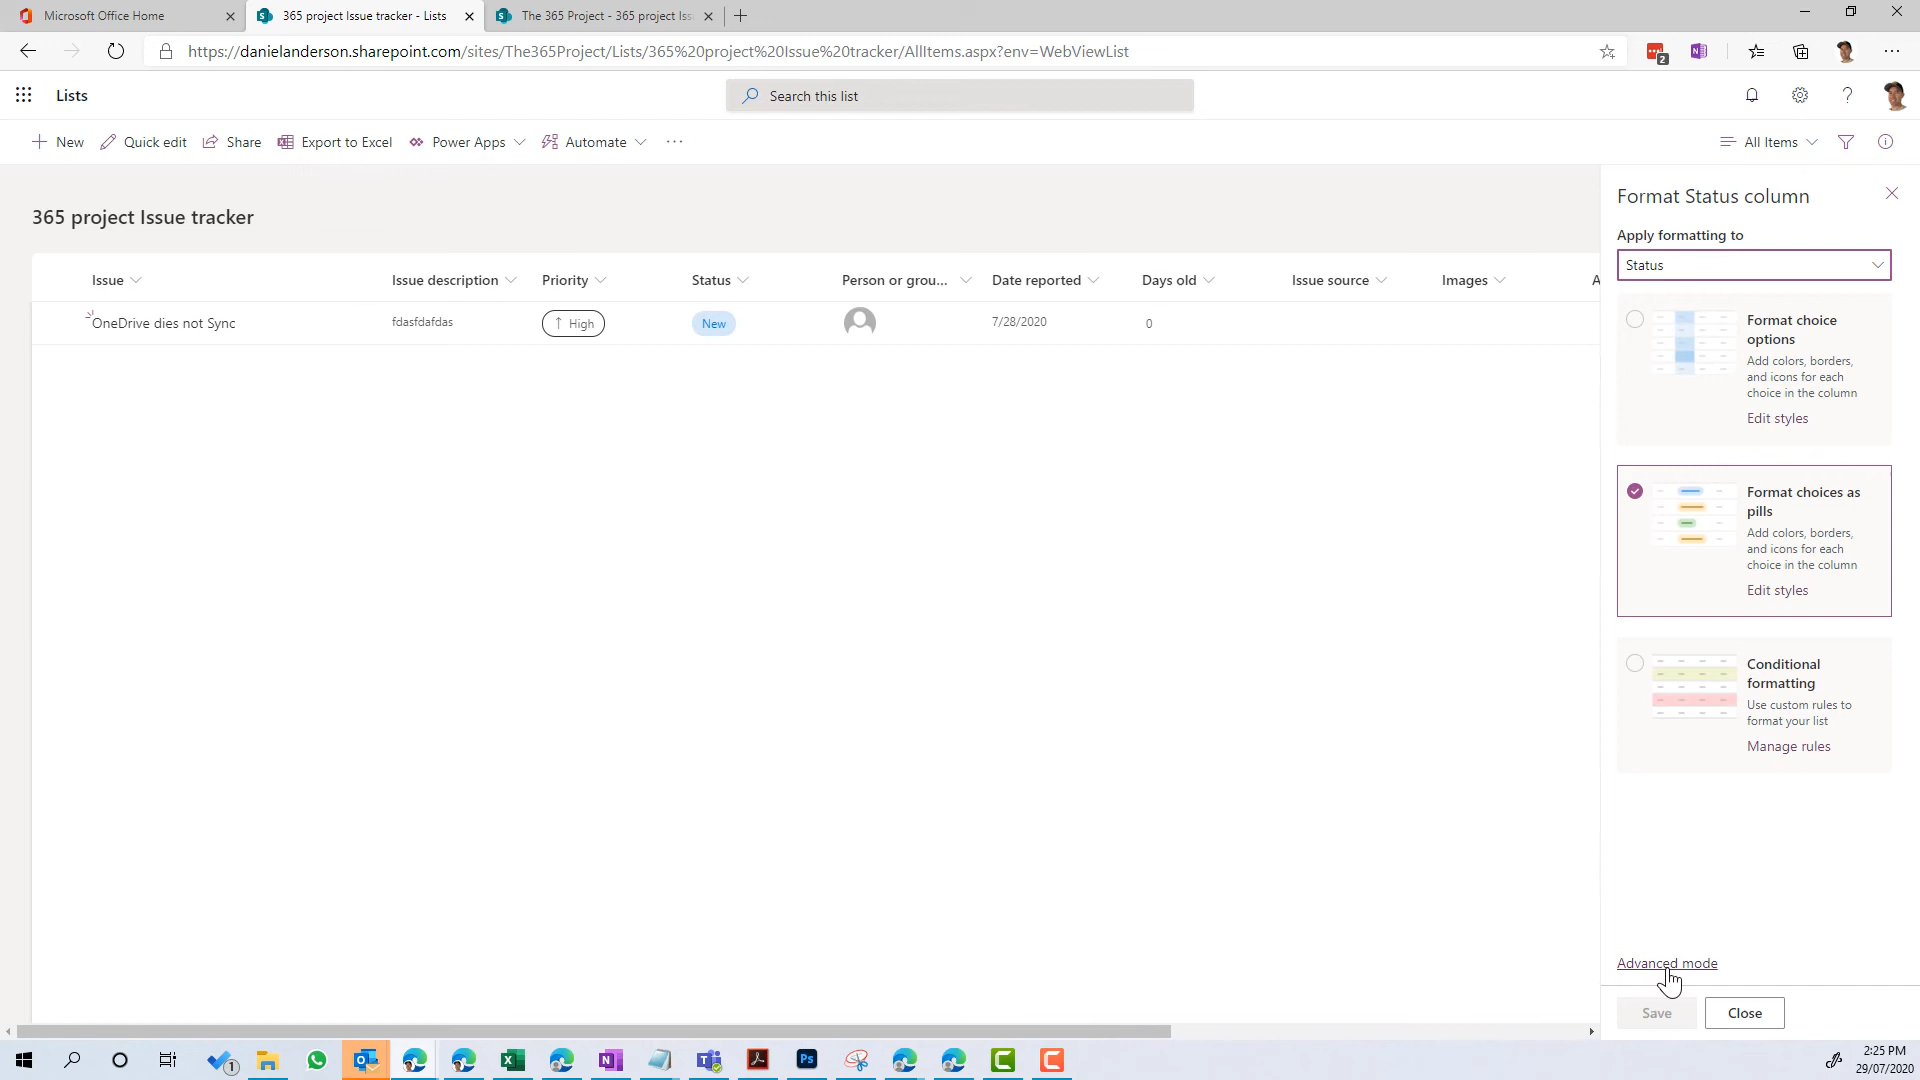 Microsoft Office Home
365 project Issue tracker - Lists
The 365 Project - 365 project Iss
https://danielanderson.sharepoint.com/sites/The365Project/Lists/365%20project%20Issue%20tracker/AllItems.aspx?env=WebViewList
2
Lists
Search this list
New
Quick edit
Share
Export to Excel
Power Apps
Automate
All Items
365 project Issue tracker
Issue
Issue description
Priority
Status
Person or grou...
Date reported
Days old
Issue source
Images
A
OneDrive dies not Sync
fdasfdafdas
High
New
7/28/2020
0
Format Status column
Apply formatting to
Status
Format choice
options
Add colors, borders,
and icons for each
choice in the column
Edit styles
Format choices as
pills
Add colors, borders,
and icons for each
choice in the column
Edit styles
Conditional
formatting
Use custom rules to
format your list
Manage rules
Advanced mode
Save
Close
1
2:25 PM
29/07/2020